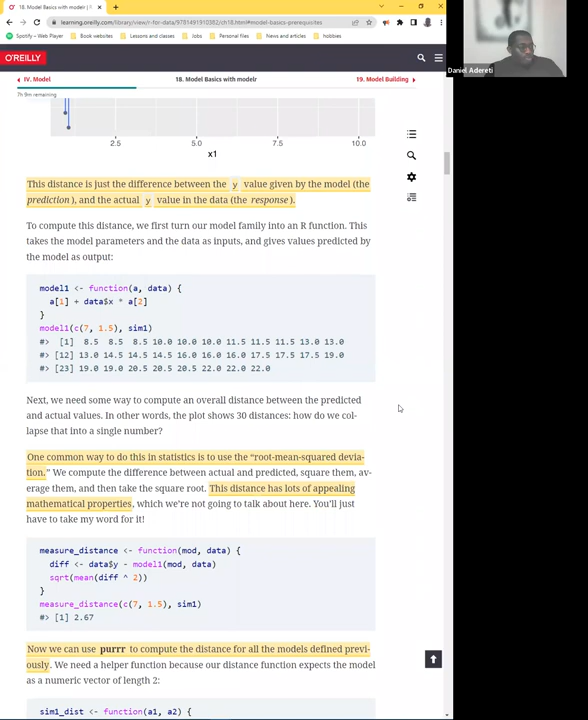 18. Model Basics with modelr | R f
learning.oreilly.com/library/view/r-for-data/9781491910382/ch18.html#model-basics-prerequisites
Spotify – Web Player
Book websites
Lessons and classes
Jobs
Personal files
News and articles
hobbies
O'REILLY
IV. Model
18. Model Basics with modelr
19. Model Building
7h 9m remaining
Daniel Adereti
2.5 5.0 7.5 10.0
x1
This distance is just the difference between the y value given by the model (the
prediction), and the actual y value in the data (the response).
To compute this distance, we first turn our model family into an R function. This
takes the model parameters and the data as inputs, and gives values predicted by
the model as output:
model1 <- function(a, data) {
a[1] + data$x * a[2]
}
model1(c(7, 1.5), sim1)
#> [1] 8.5 8.5 8.5 10.0 10.0 10.0 11.5 11.5 11.5 13.0 13.0
#> [12] 13.0 14.5 14.5 14.5 16.0 16.0 16.0 17.5 17.5 17.5 19.0
#> [23] 19.0 19.0 20.5 20.5 20.5 22.0 22.0 22.0
Next, we need some way to compute an overall distance between the predicted
and actual values. In other words, the plot shows 30 distances: how do we col-
lapse that into a single number?
One common way to do this in statistics is to use the “root-mean-squared devia-
tion.” We compute the difference between actual and predicted, square them, av-
erage them, and then take the square root. This distance has lots of appealing
mathematical properties, which we're not going to talk about here. You'll just
have to take my word for it!
measure_distance <- function(mod, data) {
diff <- data$y - model1(mod, data)
sqrt(mean(diff ^ 2))
}
measure_distance(c(7, 1.5), sim1)
#> [1] 2.67
Now we can use purrr to compute the distance for all the models defined previ-
ously. We need a helper function because our distance function expects the model
as a numeric vector of length 2:
sim1_dist <- function(a1, a2) {